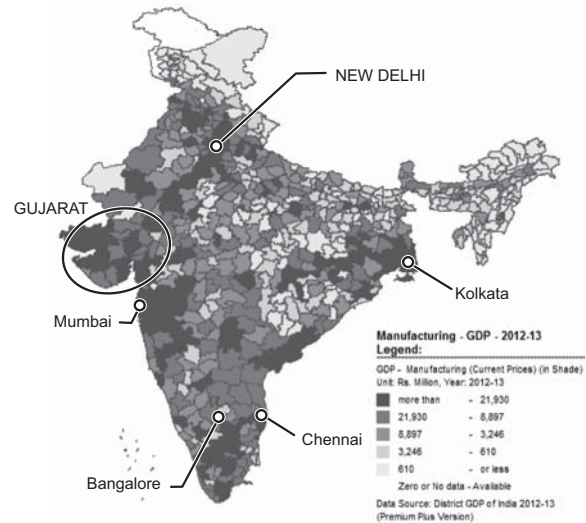 NEW DELHI
GUJARAT
Mumbai
Kolkata
Chennai
Bangalore
Manufacturing - GDP - 2012-13
Legend:
GDP - Manufacturing (Current Prices) (in Shade)
Unit: Rs. Million, Year: 2012-13
more than - 21,930
21,930 - 8,897
8,897 - 3,246
3,246 - 610
610 - or less
Zero or No data - Available
Data Source: District GDP of India 2012-13
(Premium Plus Version)